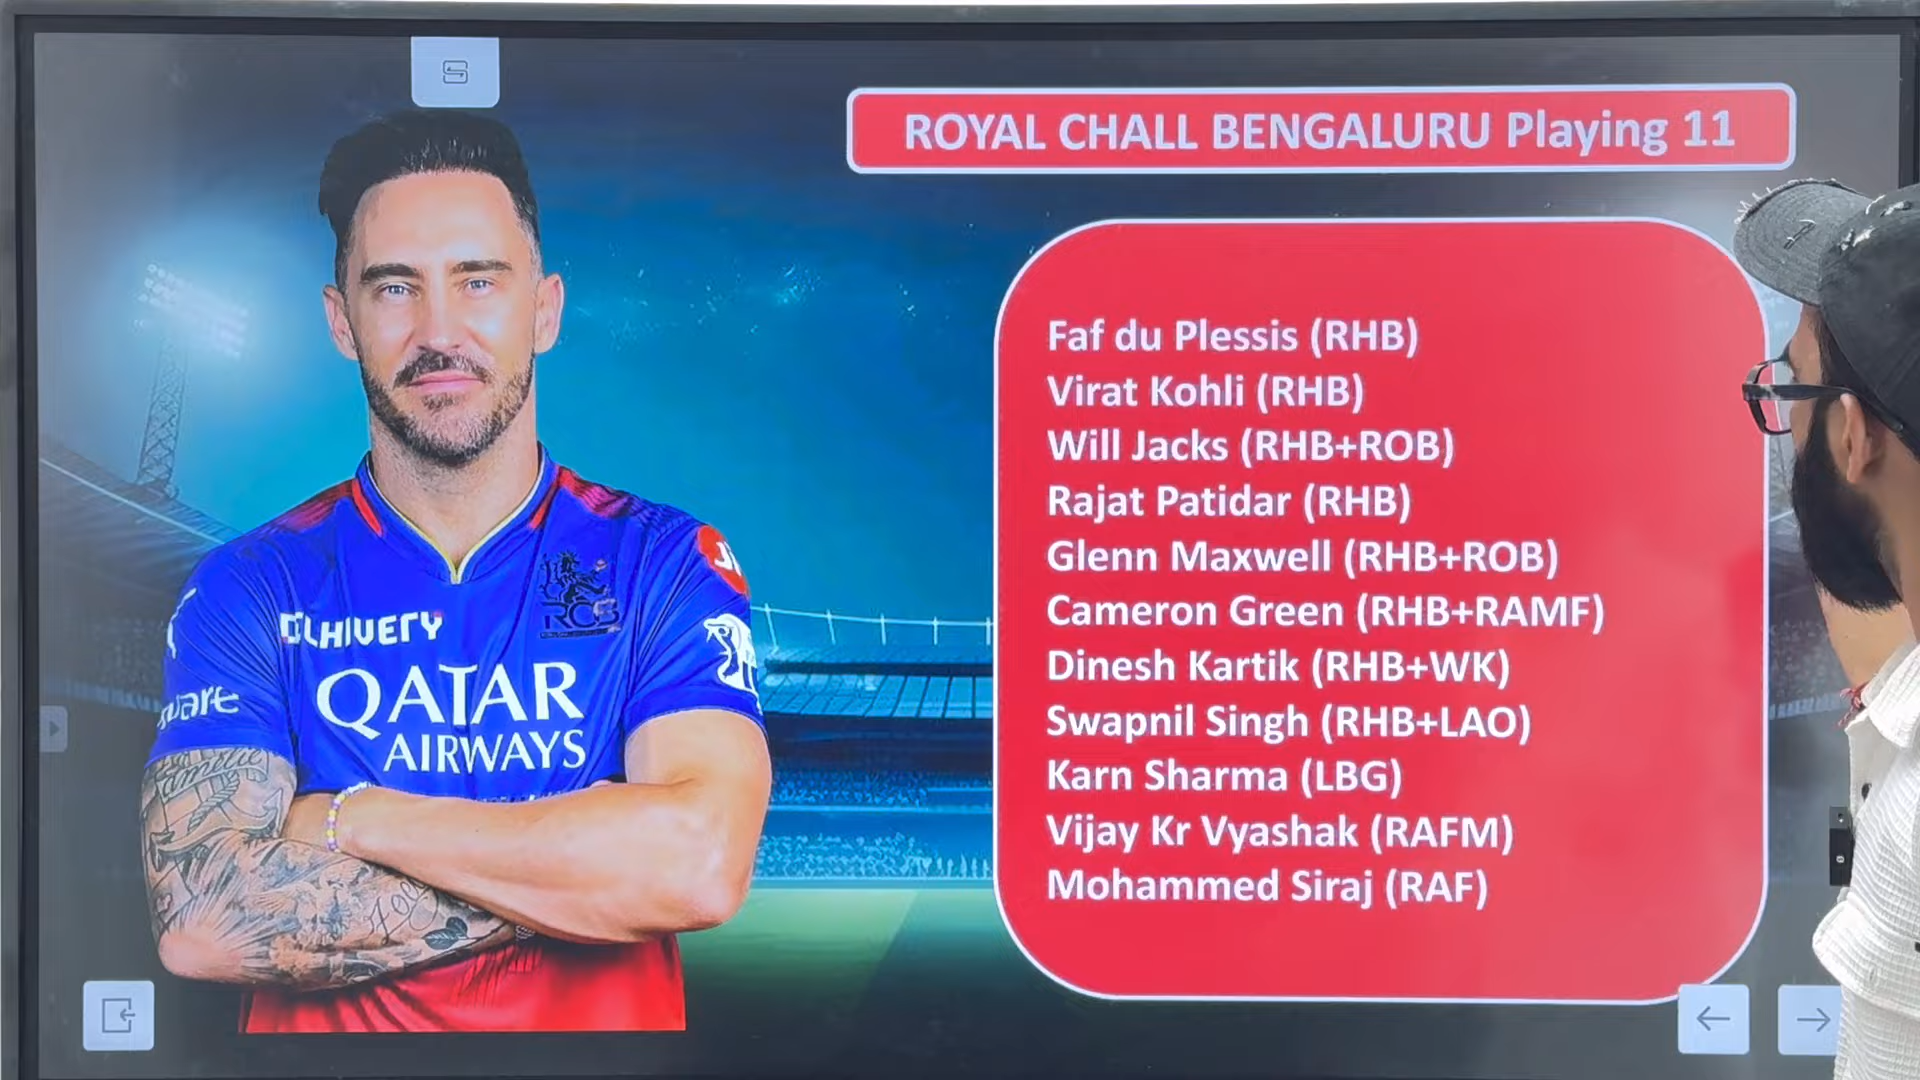 ROYAL CHALL BENGALURU Playing 11
Faf du Plessis (RHB)
Virat Kohli (RHB)
Will Jacks (RHB+ROB)
Rajat Patidar (RHB)
Glenn Maxwell (RHB+ROB)
Cameron Green (RHB+RAMF)
Dinesh Kartik (RHB+WK)
Swapnil Singh (RHB+LAO)
Karn Sharma (LBG)
Vijay Kr Vyashak (RAFM)
Mohammed Siraj (RAF)
RCB
DELHIVERY
QATAR
AIRWAYS